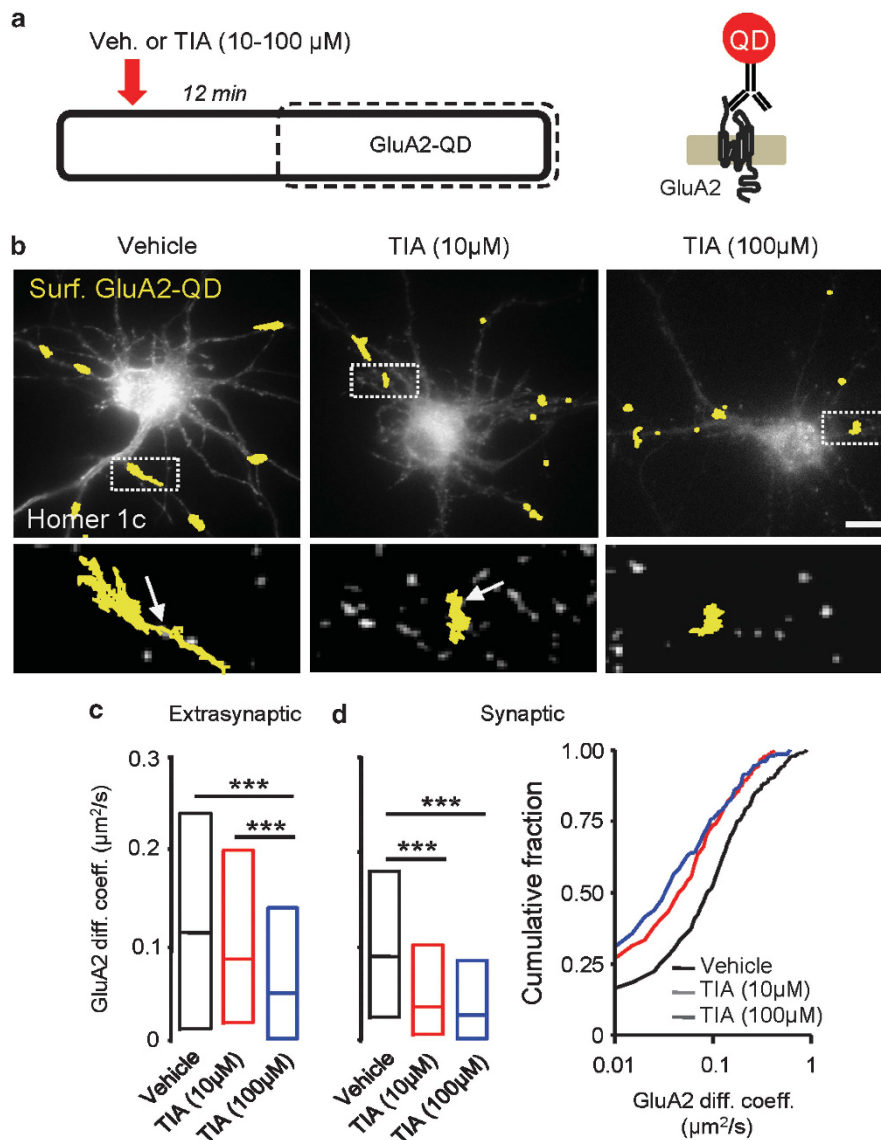 a
Veh. or TIA (10-100 µM)
12 min
GluA2-QD
QD
GluA2
b
Vehicle
TIA (10µM)
TIA (100µM)
Surf. GluA2-QD
Homer 1c
c
Extrasynaptic
d
Synaptic
GluA2 diff. coeff. (µm²/s)
0.3
0.2
0.1
0
***
***
***
***
Vehicle
TIA (10µM)
TIA (100µM)
Vehicle
TIA (10µM)
TIA (100µM)
Cumulative fraction
1.00
0.75
0.50
0.25
0
Vehicle
TIA (10µM)
TIA (100µM)
0.01
0.1
1
GluA2 diff. coeff.
(µm²/s)